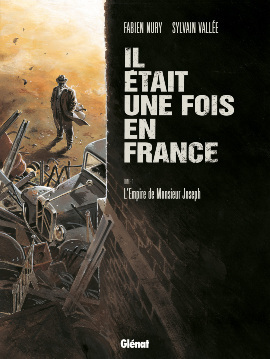 FABIEN NURY SYLVAIN VALLÉE
IL
ÉTAIT
UNE FOIS
EN
FRANCE
L'Empire de Monsieur Joseph
Glénat